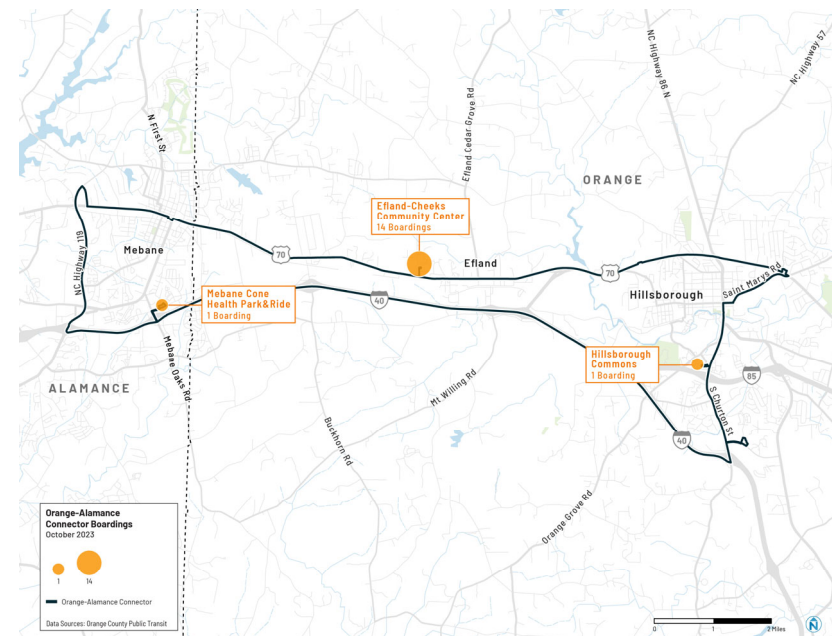 NC Highway 86 N
NC Highway 57
N First St
Efland Cedar Grove Rd
ORANGE
Efland-Cheeks
Community Center
14 Boardings
NC Highway 119
Mebane
70
Efland
70
Saint Marys Rd
Mebane Cone
Health Park&Ride
1 Boarding
40
Hillsborough
Mebane Oaks Rd
Hillsborough
Commons
1 Boarding
85
ALAMANCE
Mt Willing Rd
S Churton St
Buckhorn Rd
40
Orange Grove Rd
Orange-Alamance
Connector Boardings
October 2023
1
14
Orange-Alamance Connector
Data Sources: Orange County Public Transit
0
1
2 Miles
N